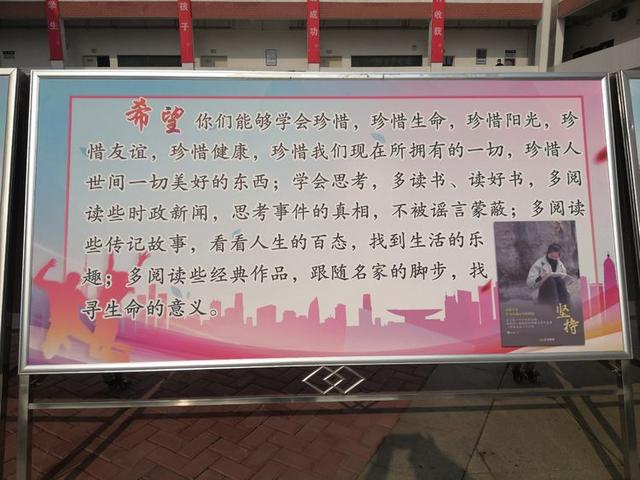 学生
孩子
成功
收获
希望 你们能够学会珍惜，珍惜生命，珍惜阳光，珍
惜友谊，珍惜健康，珍惜我们现在所拥有的一切，珍惜人
世间一切美好的东西；学会思考，多读书、读好书，多阅
读些时政新闻，思考事件的真相，不被谣言蒙蔽；多阅读
些传记故事，看看人生的百态，找到生活的乐
趣；多阅读些经典作品，跟随名家的脚步，找
寻生命的意义。
坚持